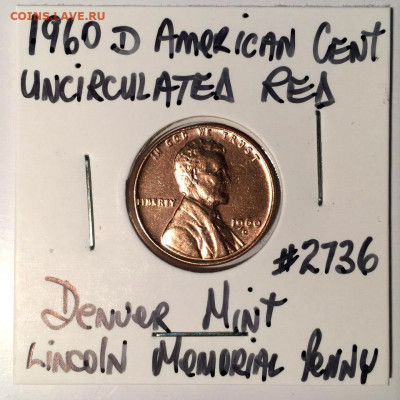 COINS.LAVE.RU
1960 D AMERICAN CENT
UNCIRCULATED RED
IN GOD WE TRUST
LIBERTY
1960
D
#2736
DENVER MINT
LINCOLN MEMORIAL PENNY